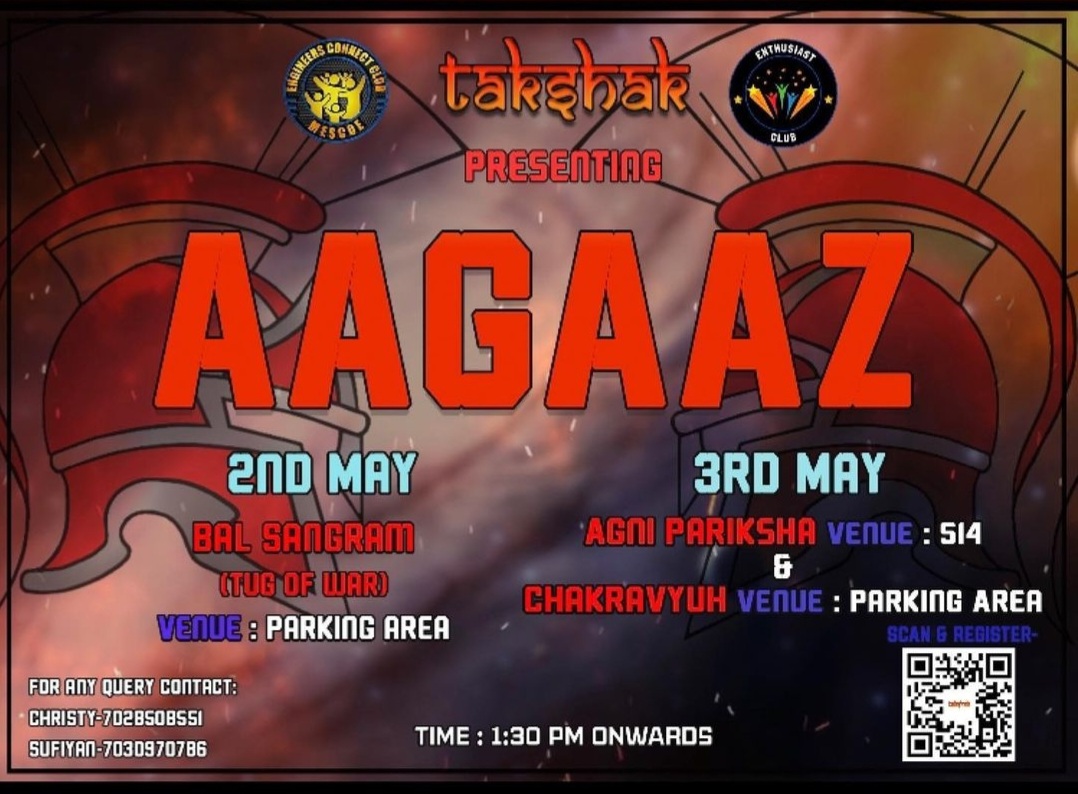 ENGINEERS CONNECT CLUB
MESCOE
takshak
ENTHUSIAST
CLUB
PRESENTING
AAGAAZ
2ND MAY
BAL SANGRAM
(TUG OF WAR)
VENUE : PARKING AREA
3RD MAY
AGNI PARIKSHA VENUE : 514
&
CHAKRAVYUH VENUE : PARKING AREA
SCAN & REGISTER-
FOR ANY QUERY CONTACT:
CHRISTY-7028508551
SUFIYAN-7030970786
TIME : 1:30 PM ONWARDS
takshak